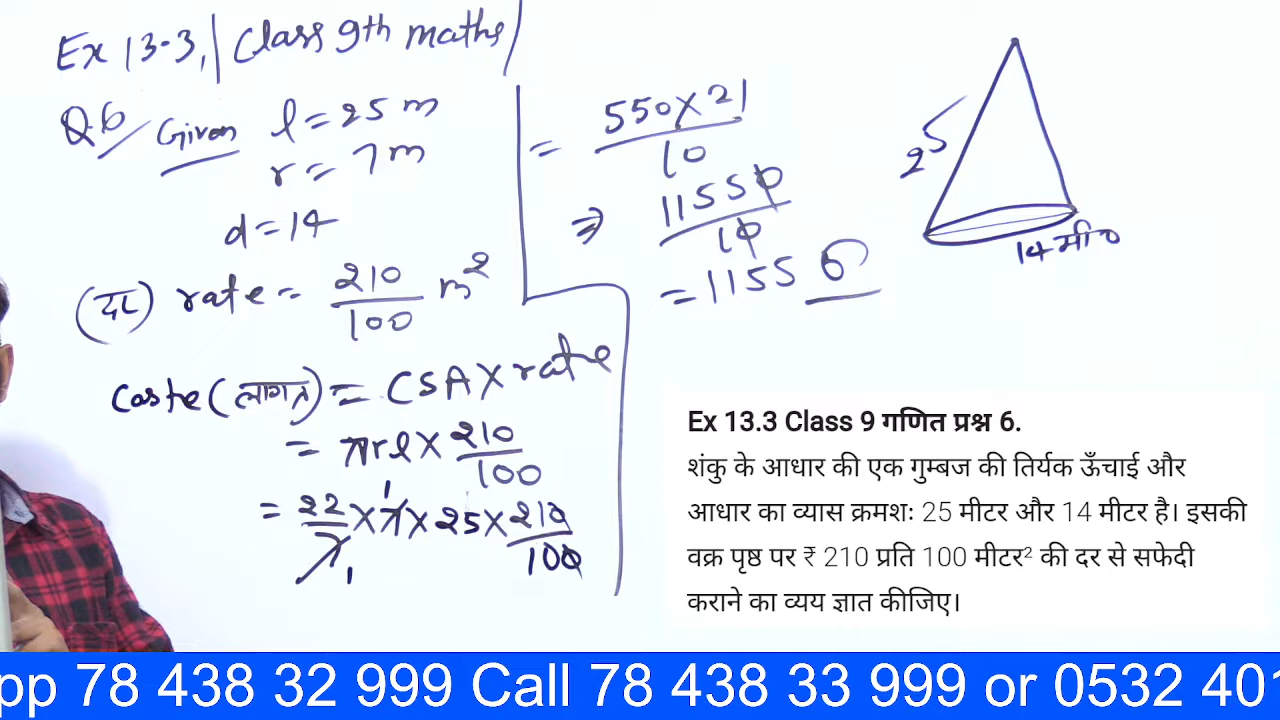 Ex 13.3, Class 9th maths
Q.6 Given l = 25 m
r = 7 m
d = 14
(दर) rate = 210/100 m²
Coste (लागत) = CSA × rate
= πrl × 210/100
= 22/7 × 7 × 25 × 210/100
1
1
= 550×21/10
⇒ 11550/10
= 1155 ₹
25
14 मी०
Ex 13.3 Class 9 गणित प्रश्न 6.
शंकु के आधार की एक गुम्बज की तिर्यक ऊँचाई और
आधार का व्यास क्रमशः 25 मीटर और 14 मीटर है। इसकी
वक्र पृष्ठ पर ₹ 210 प्रति 100 मीटर² की दर से सफेदी
कराने का व्यय ज्ञात कीजिए।
pp 78 438 32 999 Call 78 438 33 999 or 0532 401